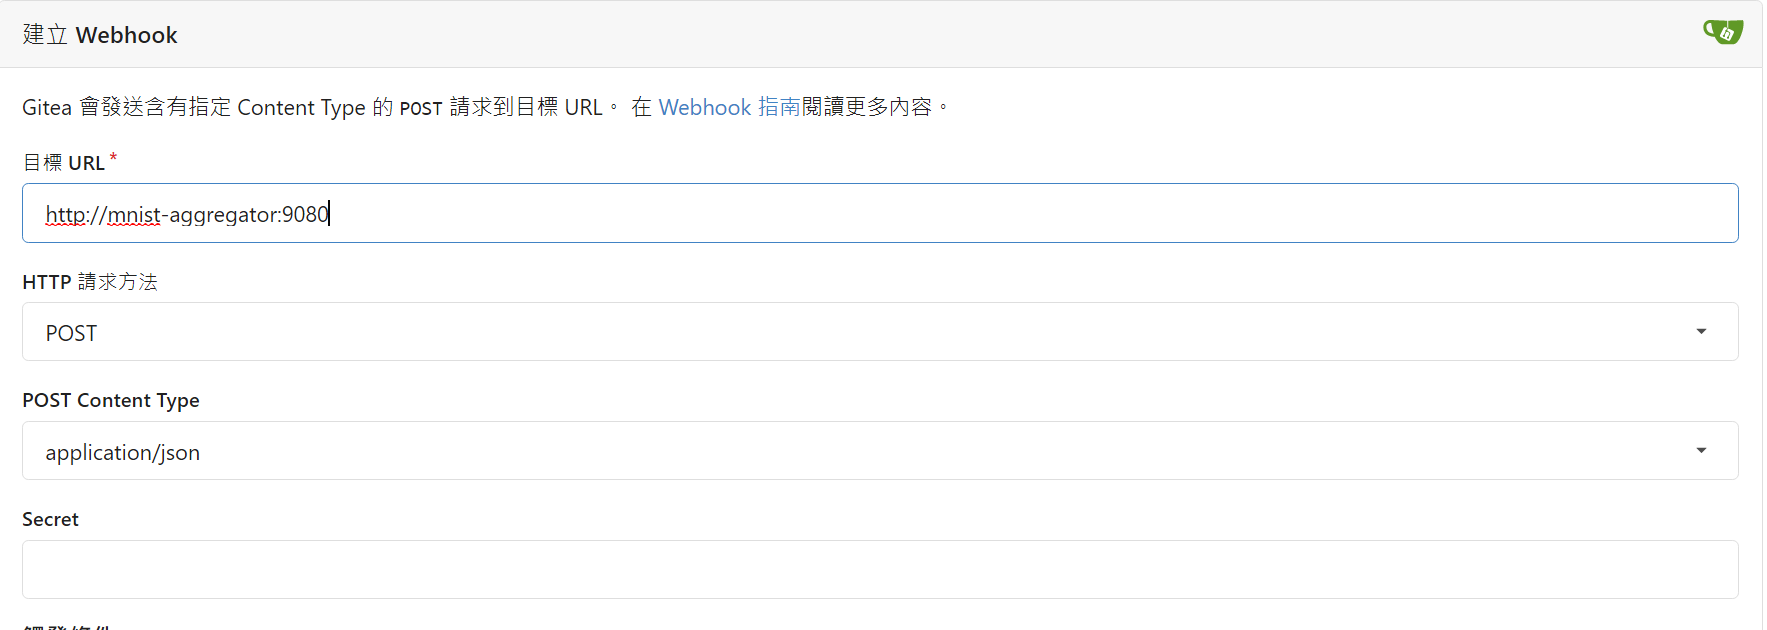 建立 Webhook
Gitea 會發送含有指定 Content Type 的 POST 請求到目標 URL。 在 Webhook 指南閱讀更多內容。
目標 URL*
http://mnist-aggregator:9080
HTTP 請求方法
POST
POST Content Type
application/json
Secret